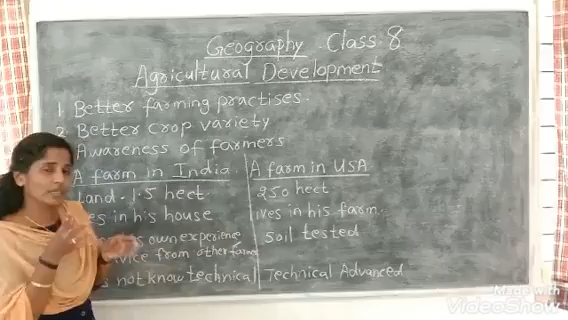 Geography Class 8
Agricultural Development
1 Better farming practises.
2 Better crop variety
Awareness of farmers
A farm in India. A farm in USA
Land - 1.5 hect. 250 hect
in his house ives in his farm.
own experience soil tested
from other
not know technical Technical Advanced
Made with
VideoShow